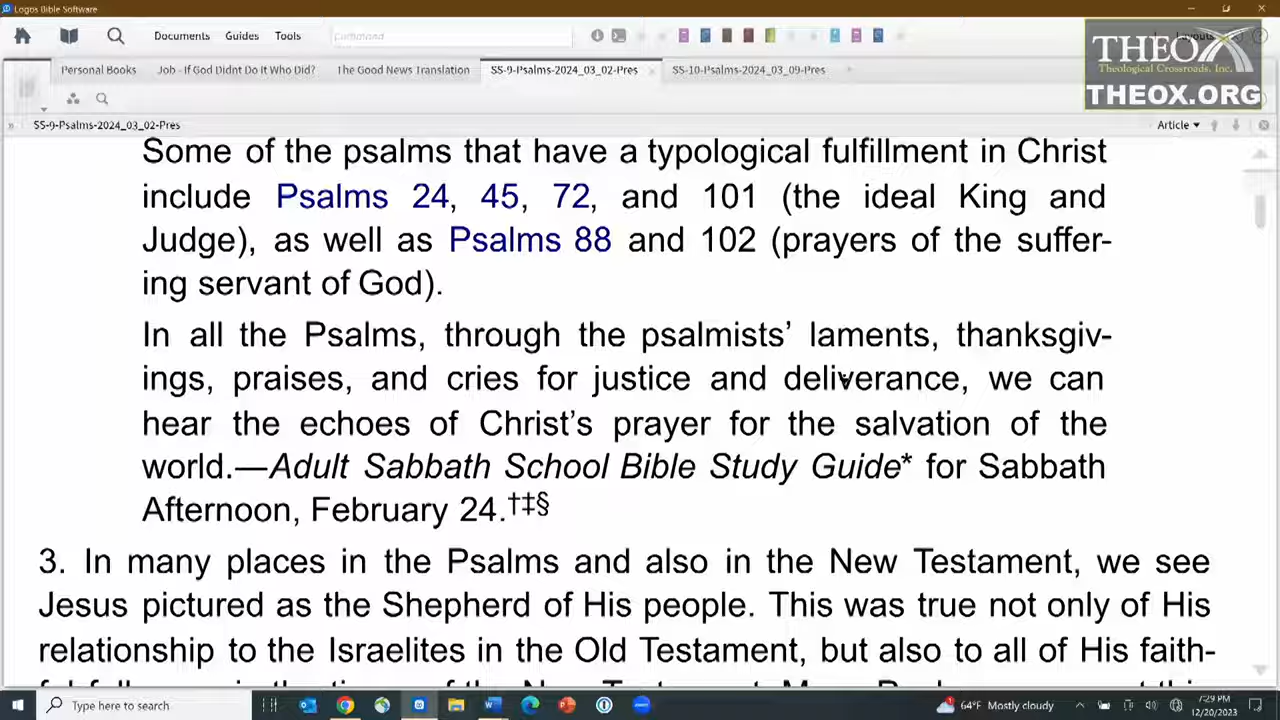 Logos Bible Software
Documents Guides Tools Command
THEOX
Theological Crossroads, Inc.
THEOX.ORG
Personal Books Job - If God Didnt Do It Who Did? The Good News Trans SS-9-Psalms-2024_03_02-Pres SS-10-Psalms-2024_03_09-Pres
SS-9-Psalms-2024_03_02-Pres Article
Some of the psalms that have a typological fulfillment in Christ
include Psalms 24, 45, 72, and 101 (the ideal King and
Judge), as well as Psalms 88 and 102 (prayers of the suffer-
ing servant of God).
In all the Psalms, through the psalmists’ laments, thanksgiv-
ings, praises, and cries for justice and deliverance, we can
hear the echoes of Christ’s prayer for the salvation of the
world.—Adult Sabbath School Bible Study Guide* for Sabbath
Afternoon, February 24.†‡§
3. In many places in the Psalms and also in the New Testament, we see
Jesus pictured as the Shepherd of His people. This was true not only of His
relationship to the Israelites in the Old Testament, but also to all of His faith-
Type here to search
64°F Mostly cloudy
7:29 PM
12/20/2023